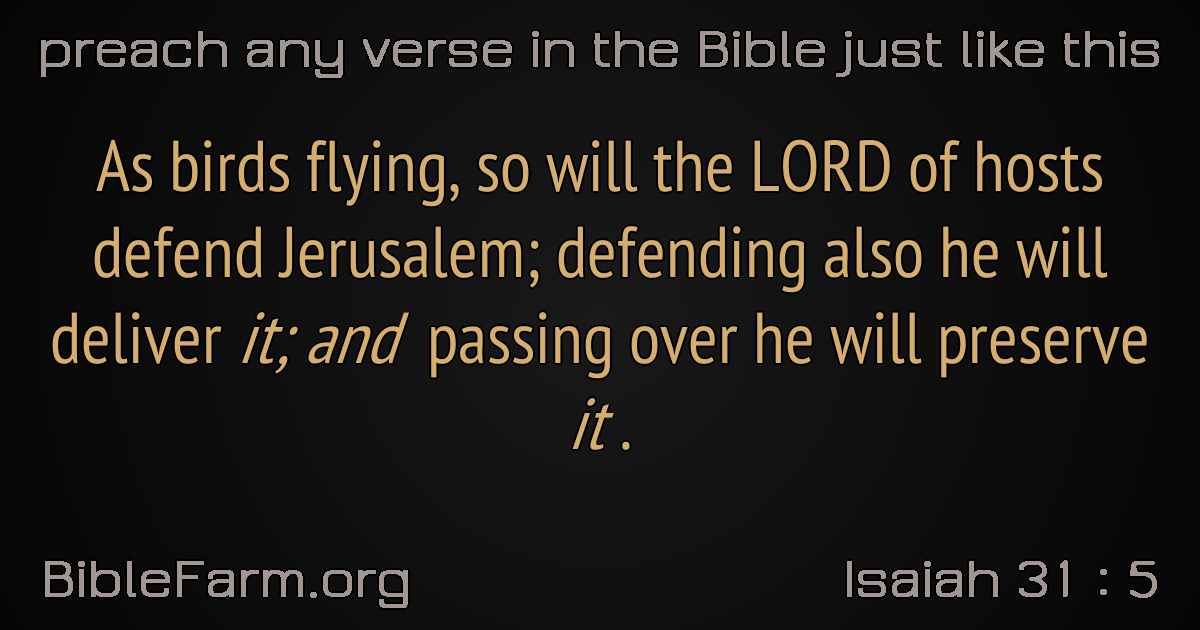 preach any verse in the Bible just like this
As birds flying, so will the LORD of hosts
defend Jerusalem; defending also he will
deliver it; and passing over he will preserve
it .
BibleFarm.org
Isaiah 31 : 5